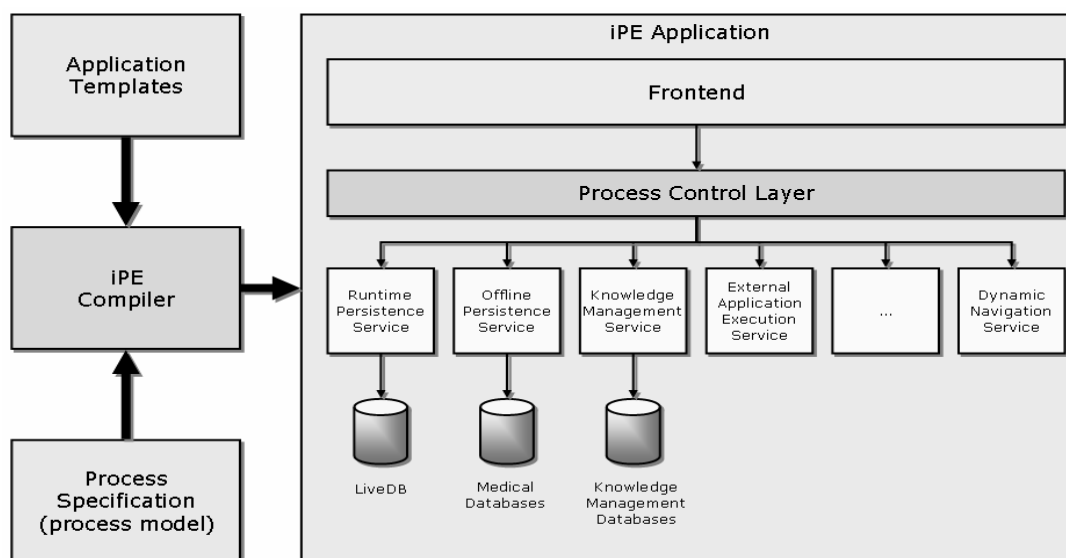 Application
Templates
iPE
Compiler
Process
Specification
(process model)
iPE Application
Frontend
Process Control Layer
Runtime
Persistence
Service
Offline
Persistence
Service
Knowledge
Management
Service
External
Application
Execution
Service
...
Dynamic
Navigation
Service
LiveDB
Medical
Databases
Knowledge
Management
Databases